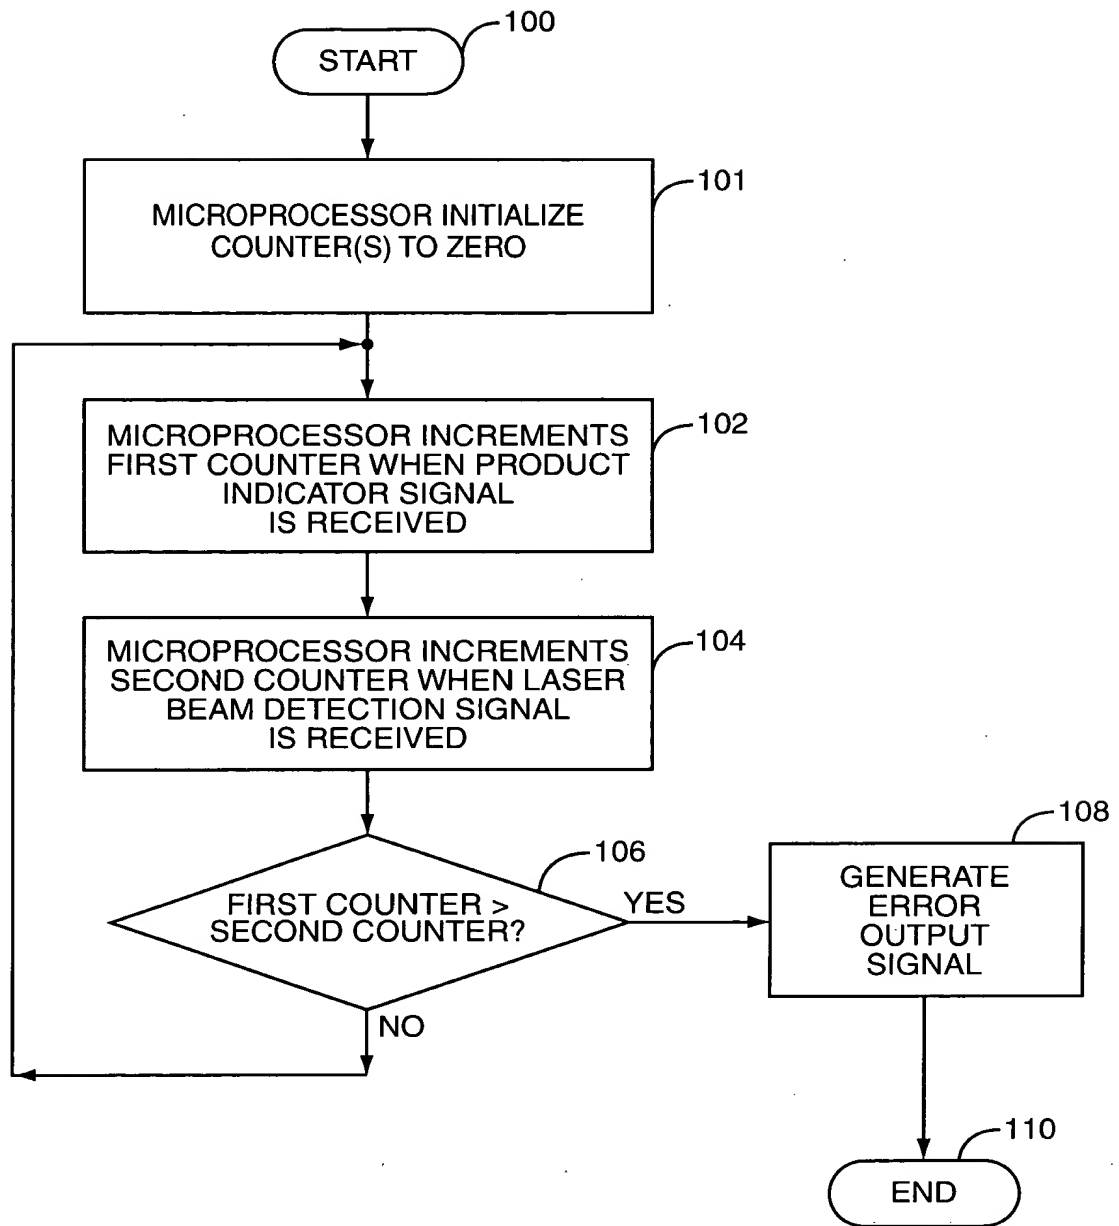 100
START
101
MICROPROCESSOR INITIALIZE
COUNTER(S) TO ZERO
102
MICROPROCESSOR INCREMENTS
FIRST COUNTER WHEN PRODUCT
INDICATOR SIGNAL
IS RECEIVED
104
MICROPROCESSOR INCREMENTS
SECOND COUNTER WHEN LASER
BEAM DETECTION SIGNAL
IS RECEIVED
106
FIRST COUNTER >
SECOND COUNTER?
YES
NO
108
GENERATE
ERROR
OUTPUT
SIGNAL
110
END